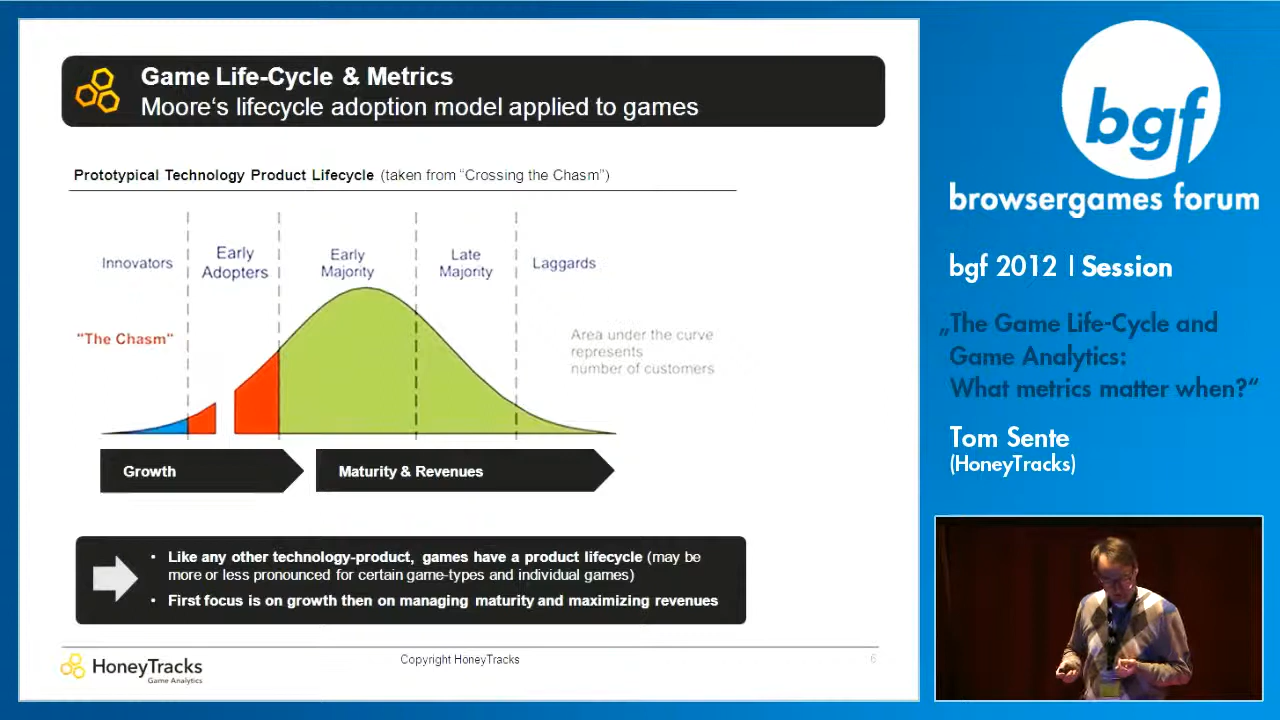 Game Life-Cycle & Metrics
Moore's lifecycle adoption model applied to games
Prototypical Technology Product Lifecycle (taken from "Crossing the Chasm")
Innovators
Early
Adopters
Early
Majority
Late
Majority
Laggards
"The Chasm"
Area under the curve
represents
number of customers
Growth
Maturity & Revenues
• Like any other technology-product, games have a product lifecycle (may be
more or less pronounced for certain game-types and individual games)
• First focus is on growth then on managing maturity and maximizing revenues
HoneyTracks
Game Analytics
Copyright HoneyTracks
6
bgf
browsergames forum
bgf 2012 | Session
„The Game Life-Cycle and
Game Analytics:
What metrics matter when?“
Tom Sente
(HoneyTracks)